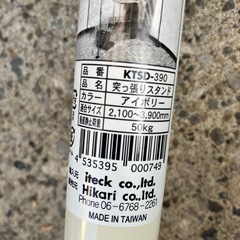 品番 KTSD-390
品名 突っ張りスタンド
カラー アイボリー
適合サイズ 2,100~3,900mm
50kg
4 535395 000749
iteck co.,ltd.
Hikari co.,ltd.
Phone 06-6768-2261
MADE IN TAIWAN